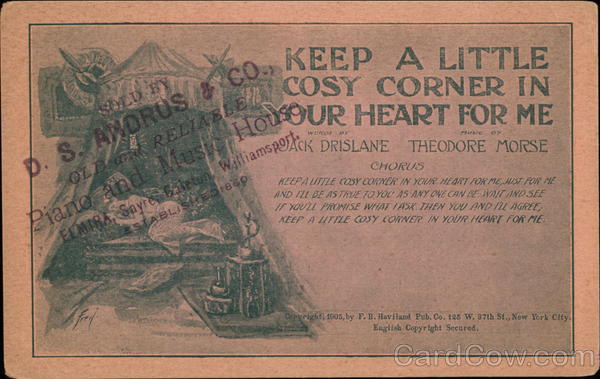 KEEP A LITTLE
COSY CORNER IN
YOUR HEART FOR ME
WORDS BY MUSIC BY
JACK DRISLANE THEODORE MORSE
CHORUS
KEEP A LITTLE COSY CORNER IN YOUR HEART FOR ME, JUST FOR ME
AND I'LL BE AS TRUE TO YOU AS ANY ONE CAN BE, WAIT AND SEE
IF YOU'LL PROMISE WHAT I ASK, THEN YOU AND I'LL AGREE,
KEEP A LITTLE COSY CORNER IN YOUR HEART FOR ME.
Copyright, 1905, by F. B. Haviland Pub. Co. 125 W. 37th St., New York City.
English Copyright Secured.
SOLD BY
D. S. ANDRUS & CO.,
OLD and RELIABLE
Piano and Music House
ELMIRA, Sayre, Williamsport.
ESTABLISHED 1860
CardCow.com